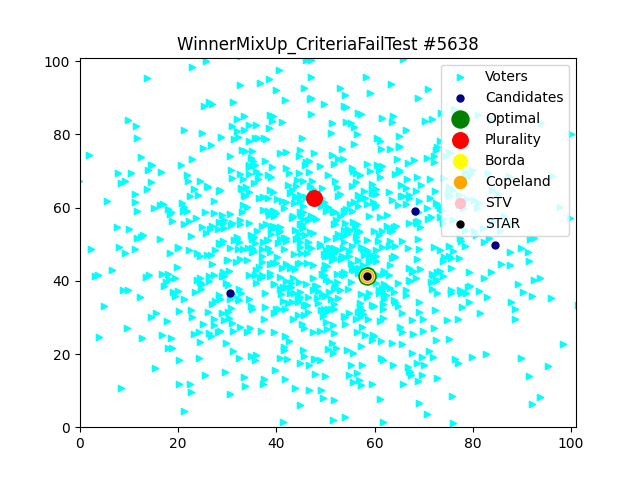 WinnerMixUp_CriteriaFailTest #5638
100
80
60
40
20
0
0 20 40 60 80 100
Voters
Candidates
Optimal
Plurality
Borda
Copeland
STV
STAR